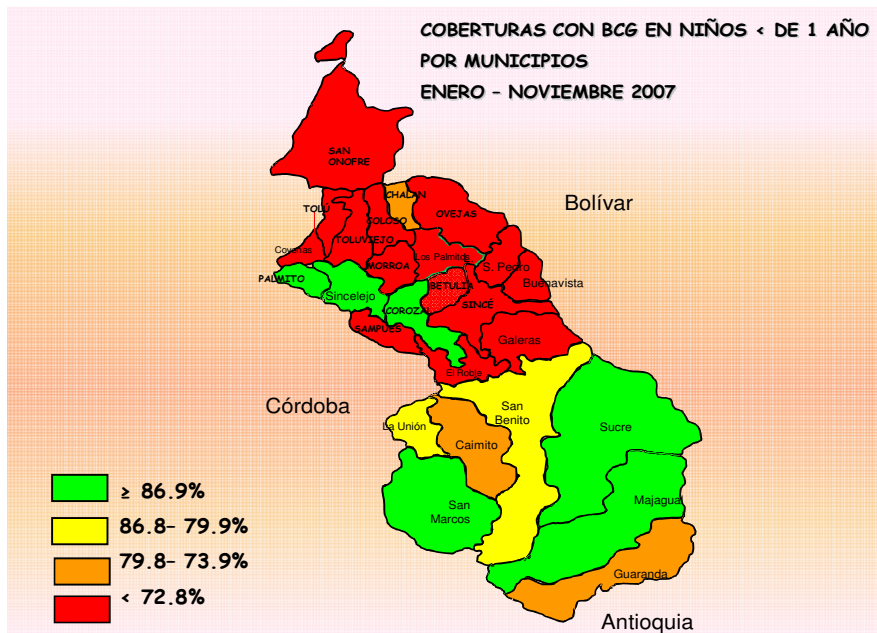 COBERTURAS CON BCG EN NIÑOS < DE 1 AÑO
POR MUNICIPIOS
ENERO – NOVIEMBRE 2007
SAN
ONOFRE
CHALAN
Bolívar
TOLU
COLOSO
OVEJAS
TOLUVIEJO
Coveñas
Los Palmitos
MORROA
S. Pedro
PALMITO
BETULIA
Buenavista
Sincelejo
SINCÉ
COROZAL
SAMPUES
Galeras
El Roble
Córdoba
San
Benito
La Unión
Sucre
Caimito
≥ 86.9%
San
Marcos
Majagual
86.8– 79.9%
79.8– 73.9%
Guaranda
< 72.8%
Antioquia